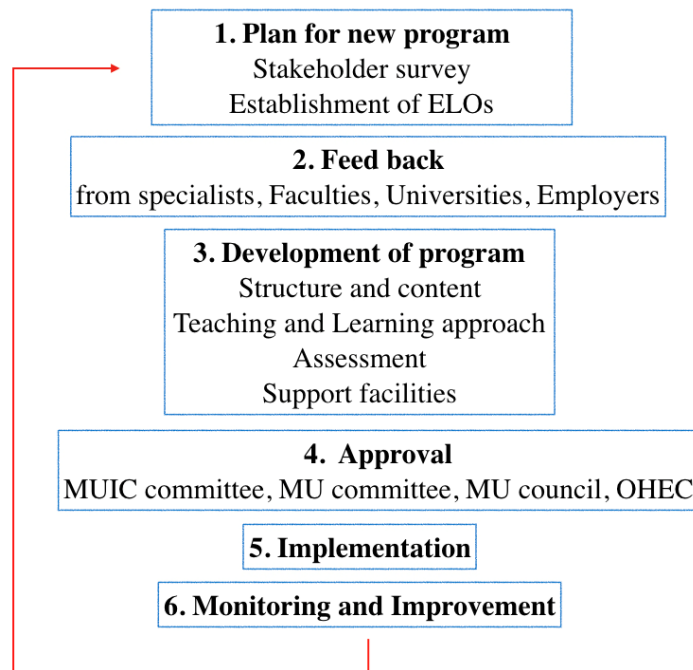 1. Plan for new program
Stakeholder survey
Establishment of ELOs
2. Feed back
from specialists, Faculties, Universities, Employers
3. Development of program
Structure and content
Teaching and Learning approach
Assessment
Support facilities
4. Approval
MUIC committee, MU committee, MU council, OHEC
5. Implementation
6. Monitoring and Improvement